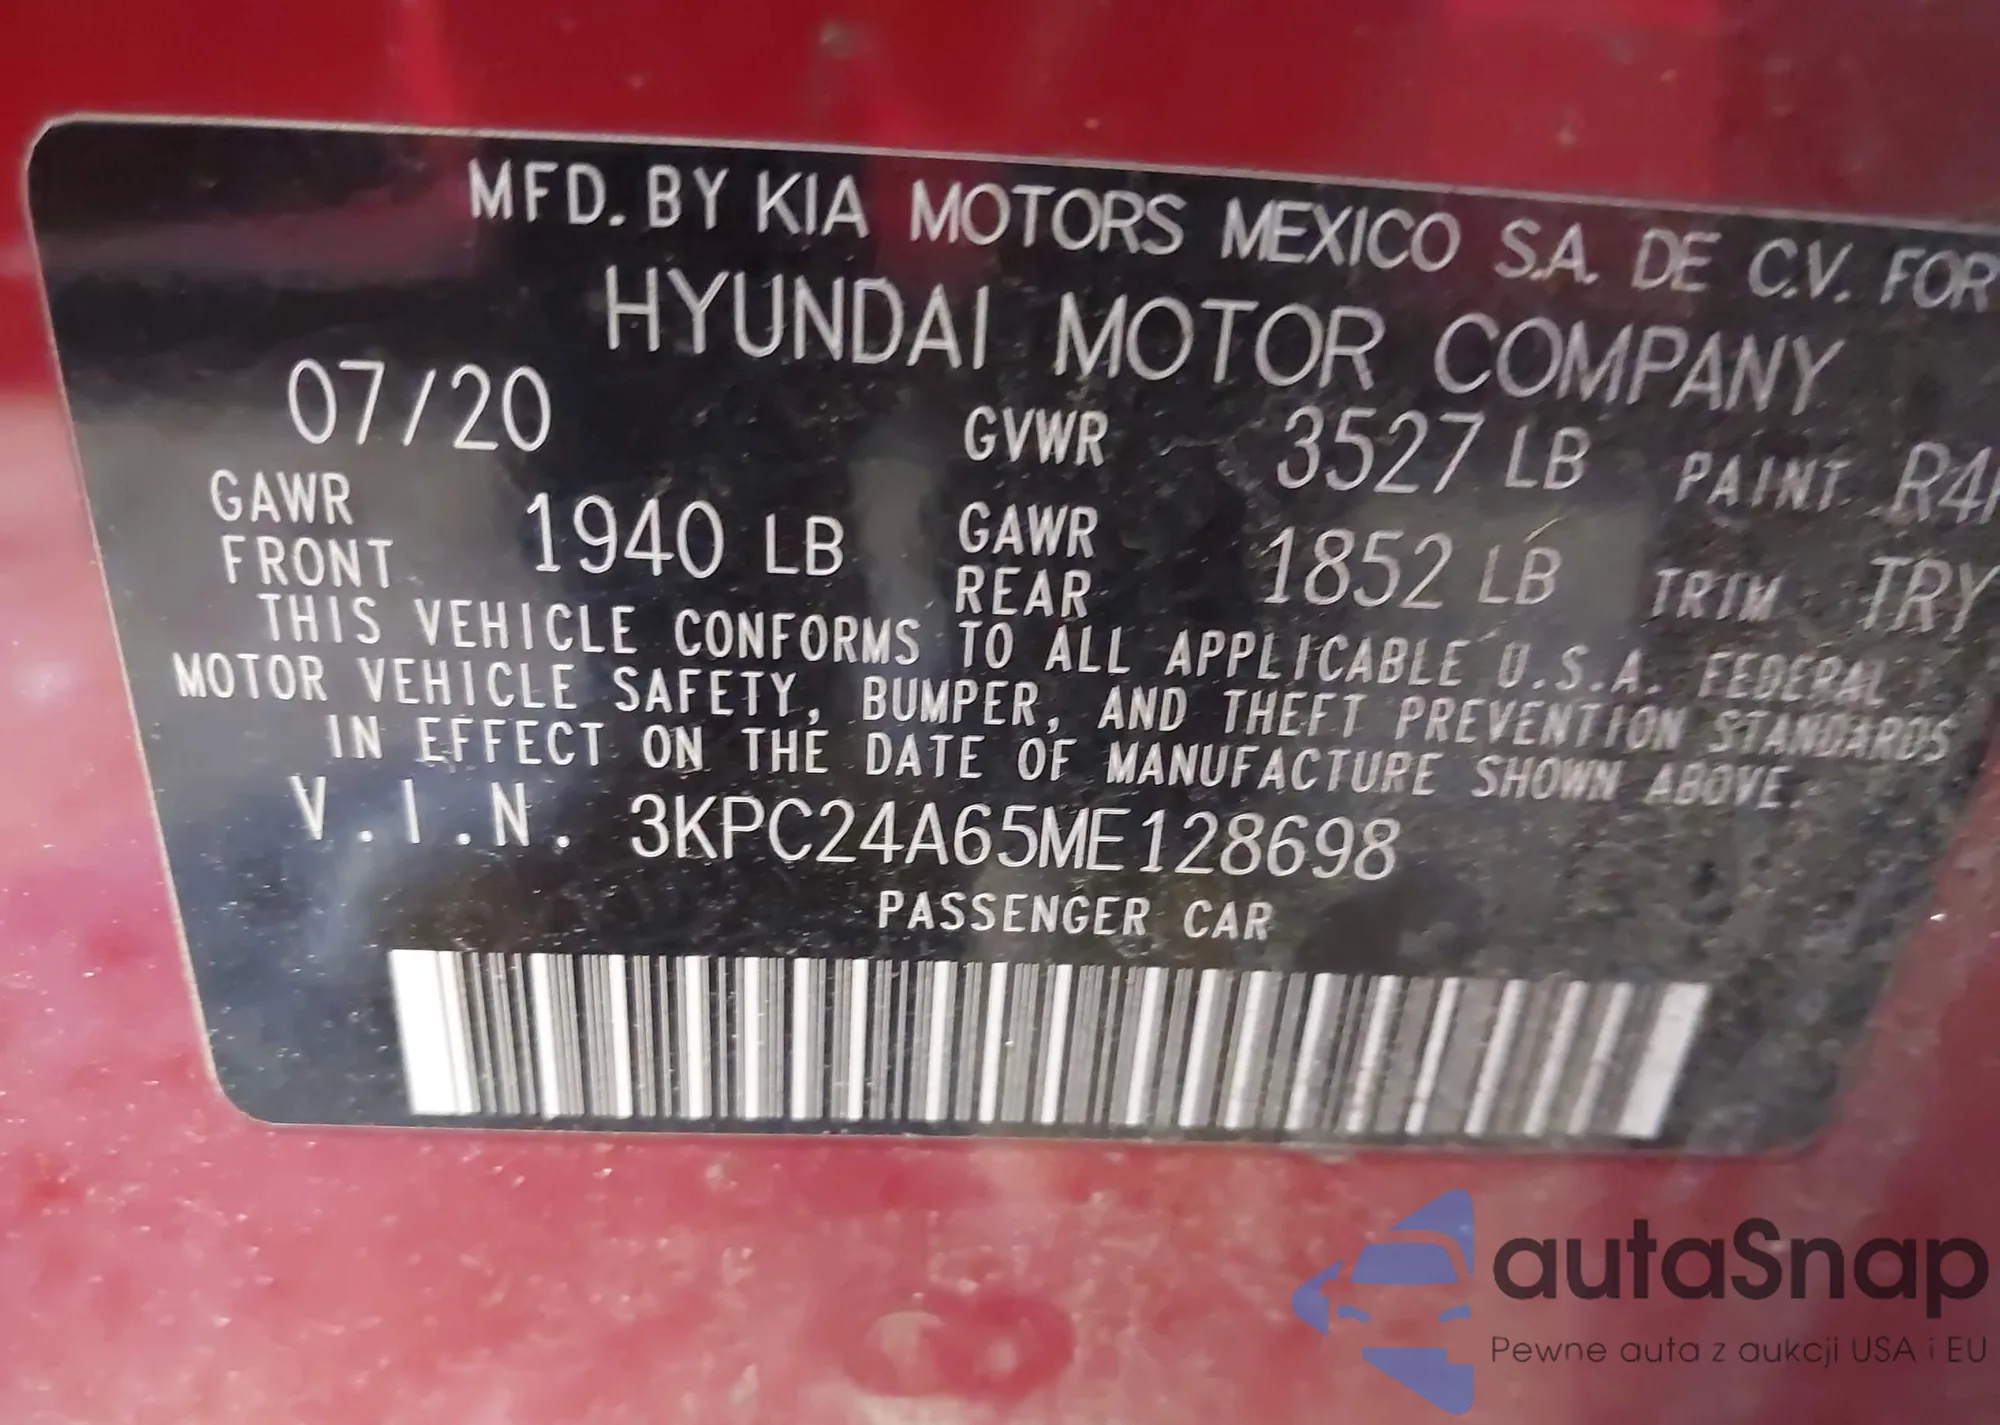 MFD. BY KIA MOTORS MEXICO S.A. DE C.V. FOR
HYUNDAI MOTOR COMPANY
07/20 GVWR 3527 LB PAINT R4
GAWR FRONT 1940 LB GAWR REAR 1852 LB TRIM TRY
THIS VEHICLE CONFORMS TO ALL APPLICABLE U.S.A. FEDERAL
MOTOR VEHICLE SAFETY, BUMPER, AND THEFT PREVENTION STANDARDS
IN EFFECT ON THE DATE OF MANUFACTURE SHOWN ABOVE.
V.I.N. 3KPC24A65ME128698
PASSENGER CAR
autaSnap
Pewne auta z aukcji USA i EU